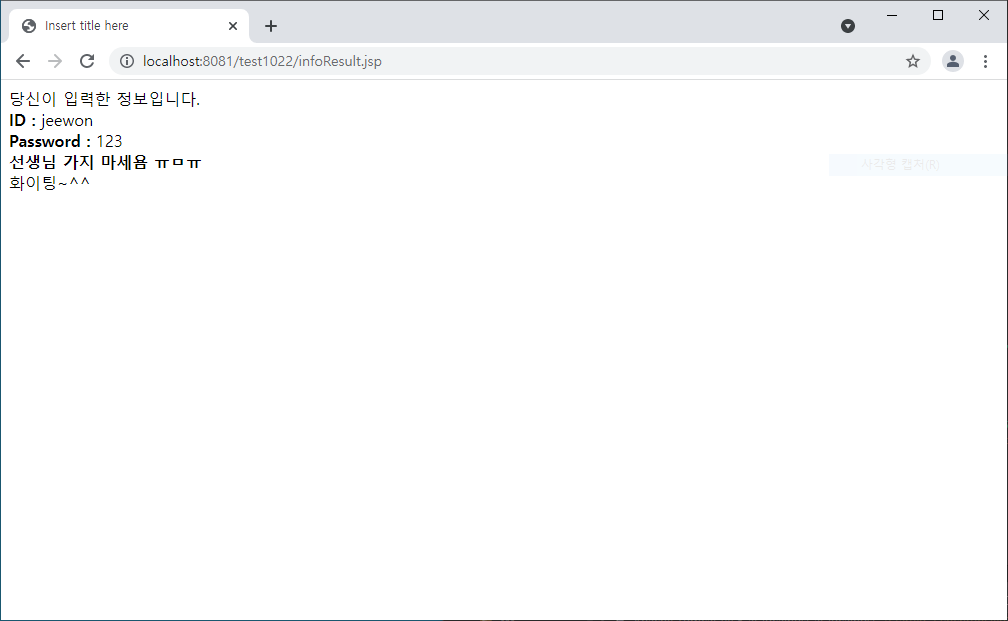 Insert title here
localhost:8081/test1022/infoResult.jsp
당신이 입력한 정보입니다.
ID : jeewon
Password : 123
선생님 가지 마세욤 ㅠㅁㅠ
사각형 캡처(R)
화이팅~^^